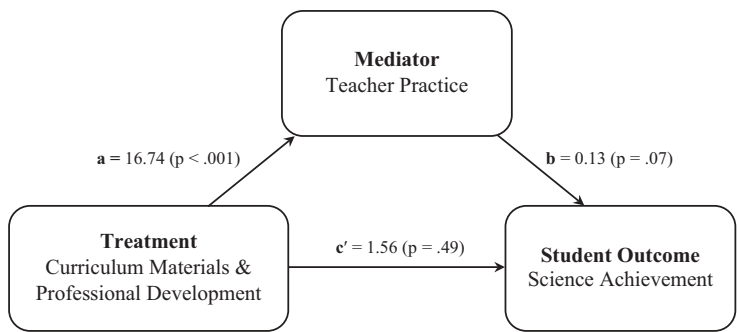 Mediator
Teacher Practice
a = 16.74 (p < .001)
b = 0.13 (p = .07)
Treatment
Curriculum Materials &
Professional Development
c′ = 1.56 (p = .49)
Student Outcome
Science Achievement